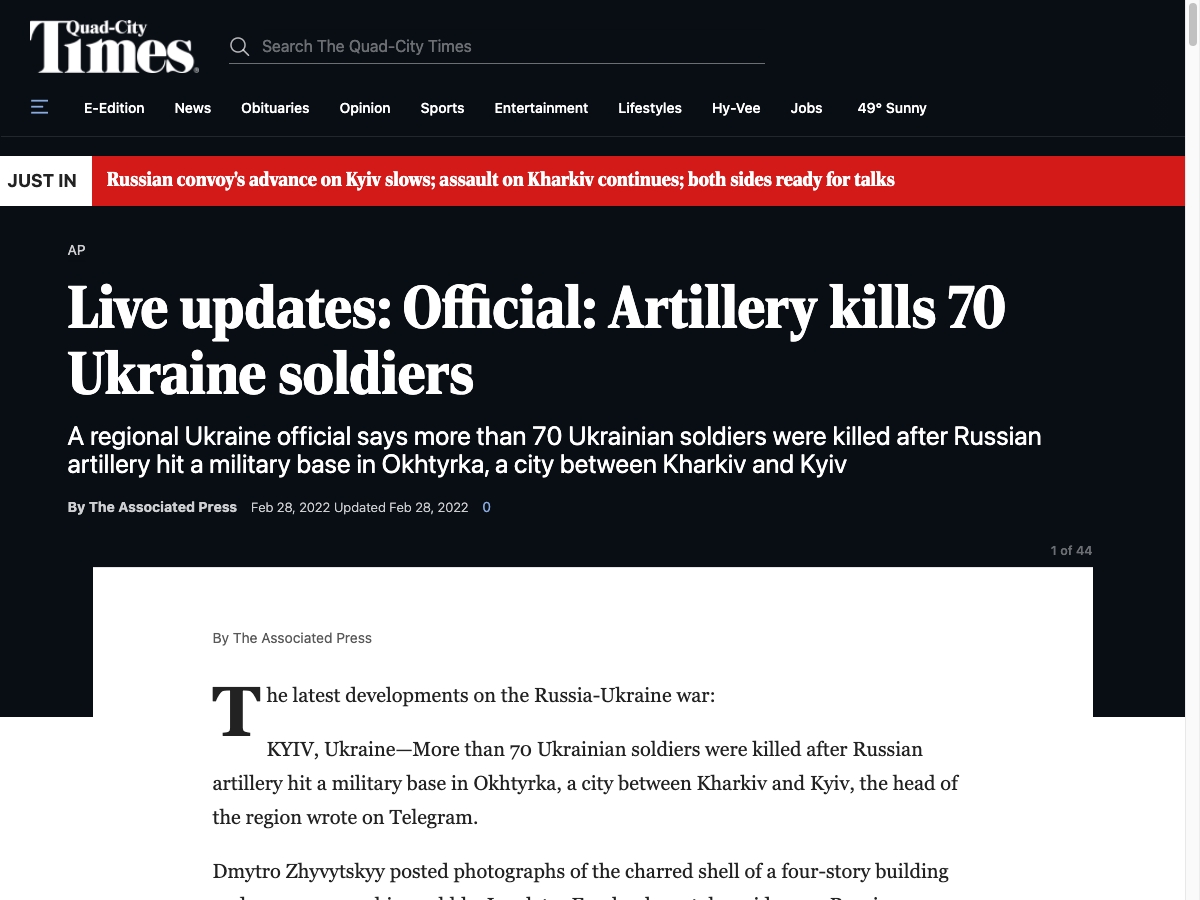 Quad-City
Times
Search The Quad-City Times
E-Edition News Obituaries Opinion Sports Entertainment Lifestyles Hy-Vee Jobs 49° Sunny
JUST IN Russian convoy's advance on Kyiv slows; assault on Kharkiv continues; both sides ready for talks
AP
Live updates: Official: Artillery kills 70
Ukraine soldiers
A regional Ukraine official says more than 70 Ukrainian soldiers were killed after Russian
artillery hit a military base in Okhtyrka, a city between Kharkiv and Kyiv
By The Associated Press Feb 28, 2022 Updated Feb 28, 2022 0
1 of 44
By The Associated Press
The latest developments on the Russia-Ukraine war:
KYIV, Ukraine—More than 70 Ukrainian soldiers were killed after Russian
artillery hit a military base in Okhtyrka, a city between Kharkiv and Kyiv, the head of
the region wrote on Telegram.
Dmytro Zhyvytskyy posted photographs of the charred shell of a four-story building